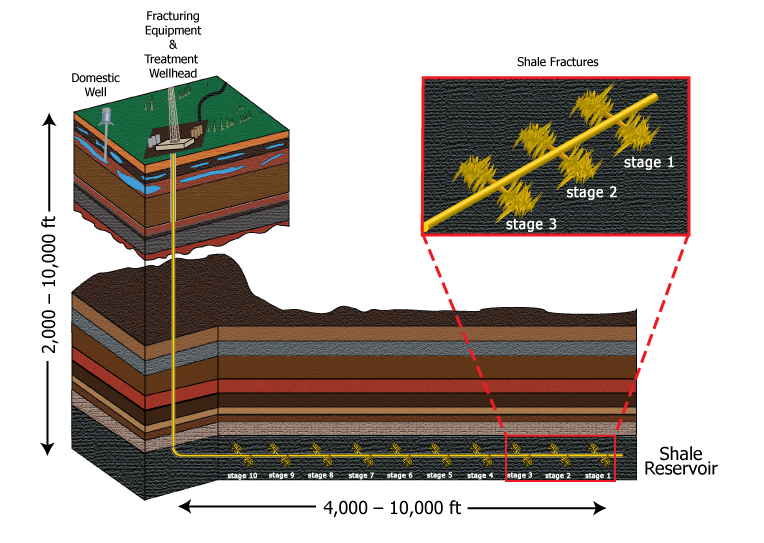 Fracturing
Equipment
&
Treatment
Wellhead
Domestic
Well
Shale Fractures
stage 1
stage 2
stage 3
2,000 – 10,000 ft
Shale
Reservoir
stage 10 stage 9 stage 8 stage 7 stage 6 stage 5 stage 4 stage 3 stage 2 stage 1
4,000 – 10,000 ft